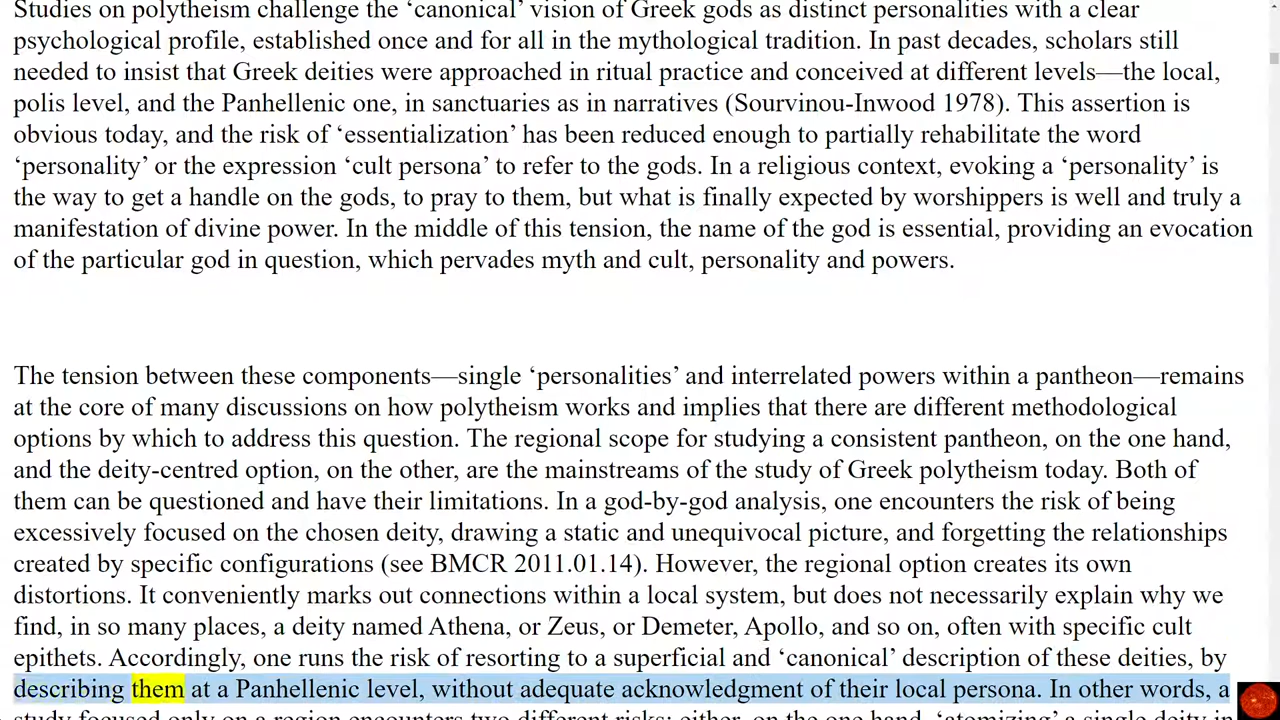 Studies on polytheism challenge the ‘canonical’ vision of Greek gods as distinct personalities with a clear
psychological profile, established once and for all in the mythological tradition. In past decades, scholars still
needed to insist that Greek deities were approached in ritual practice and conceived at different levels—the local,
polis level, and the Panhellenic one, in sanctuaries as in narratives (Sourvinou-Inwood 1978). This assertion is
obvious today, and the risk of ‘essentialization’ has been reduced enough to partially rehabilitate the word
‘personality’ or the expression ‘cult persona’ to refer to the gods. In a religious context, evoking a ‘personality’ is
the way to get a handle on the gods, to pray to them, but what is finally expected by worshippers is well and truly a
manifestation of divine power. In the middle of this tension, the name of the god is essential, providing an evocation
of the particular god in question, which pervades myth and cult, personality and powers.
The tension between these components—single ‘personalities’ and interrelated powers within a pantheon—remains
at the core of many discussions on how polytheism works and implies that there are different methodological
options by which to address this question. The regional scope for studying a consistent pantheon, on the one hand,
and the deity-centred option, on the other, are the mainstreams of the study of Greek polytheism today. Both of
them can be questioned and have their limitations. In a god-by-god analysis, one encounters the risk of being
excessively focused on the chosen deity, drawing a static and unequivocal picture, and forgetting the relationships
created by specific configurations (see BMCR 2011.01.14). However, the regional option creates its own
distortions. It conveniently marks out connections within a local system, but does not necessarily explain why we
find, in so many places, a deity named Athena, or Zeus, or Demeter, Apollo, and so on, often with specific cult
epithets. Accordingly, one runs the risk of resorting to a superficial and ‘canonical’ description of these deities, by
describing them at a Panhellenic level, without adequate acknowledgment of their local persona. In other words, a
study focused only on a region encounters two different risks: either, on the one hand, ‘atomizing’ a single deity in